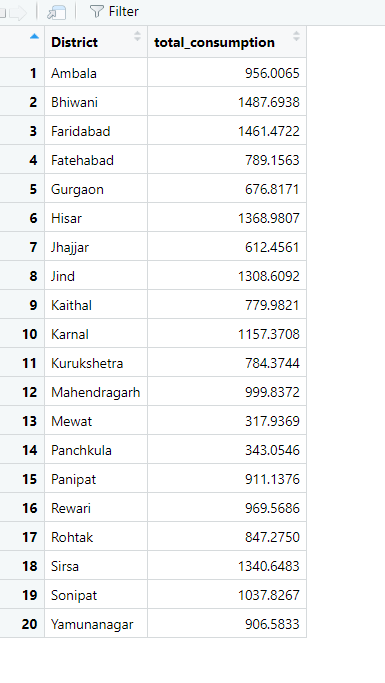 Filter
District total_consumption
1 Ambala 956.0065
2 Bhiwani 1487.6938
3 Faridabad 1461.4722
4 Fatehabad 789.1563
5 Gurgaon 676.8171
6 Hisar 1368.9807
7 Jhajjar 612.4561
8 Jind 1308.6092
9 Kaithal 779.9821
10 Karnal 1157.3708
11 Kurukshetra 784.3744
12 Mahendragarh 999.8372
13 Mewat 317.9369
14 Panchkula 343.0546
15 Panipat 911.1376
16 Rewari 969.5686
17 Rohtak 847.2750
18 Sirsa 1340.6483
19 Sonipat 1037.8267
20 Yamunanagar 906.5833